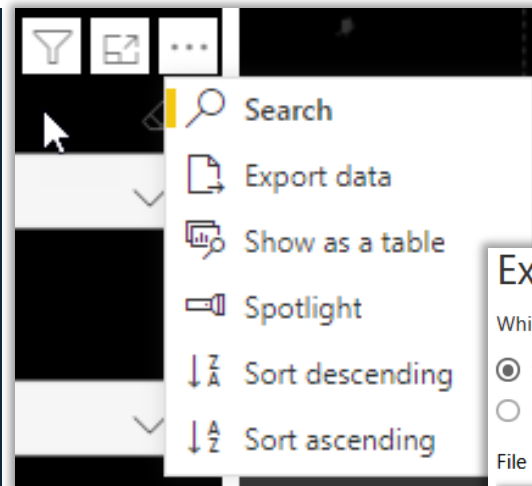 Search
Export data
Show as a table
Spotlight
Sort descending
Sort ascending
Ex
Whi
File